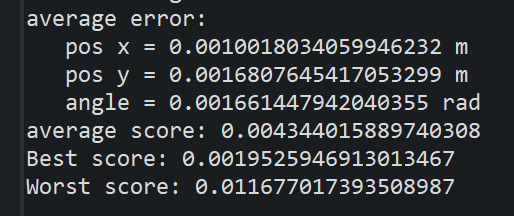 average error:
pos x = 0.0010018034059946232 m
pos y = 0.0016807645417053299 m
angle = 0.001661447942040355 rad
average score: 0.004344015889740308
Best score: 0.0019525946913013467
Worst score: 0.011677017393508987